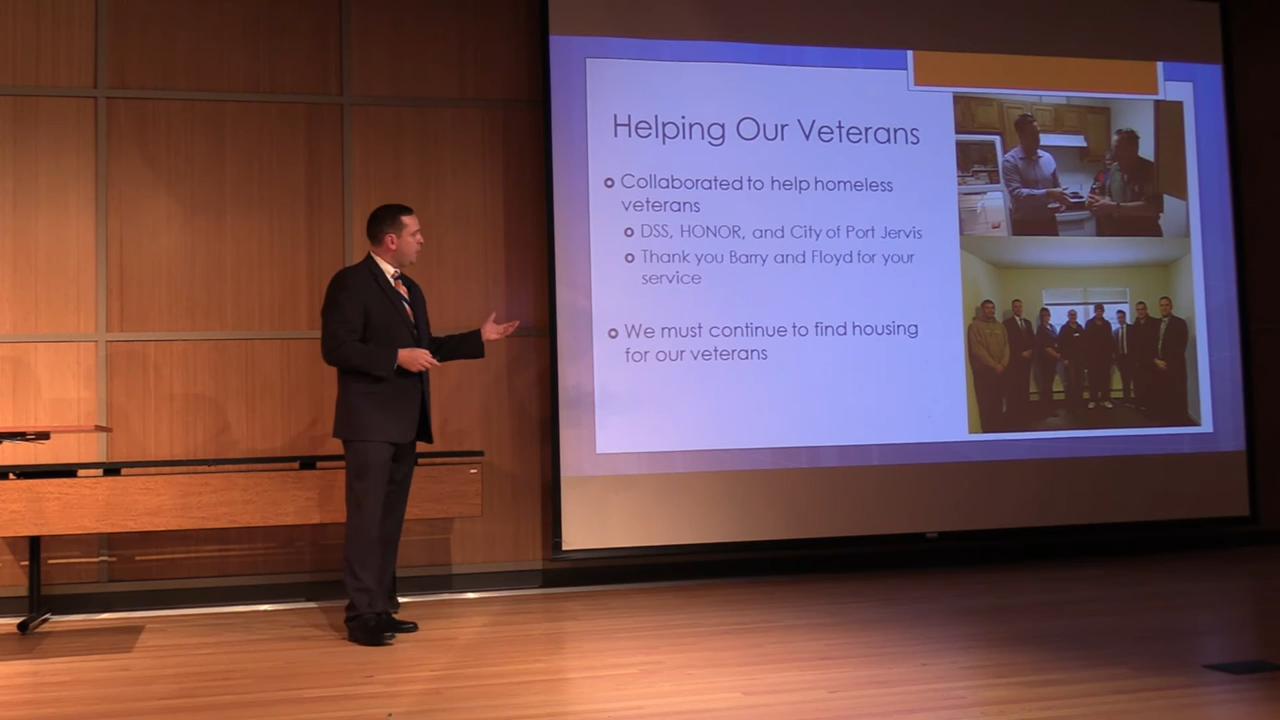 Helping Our Veterans
Collaborated to help homeless
veterans
DSS, HONOR, and City of Port Jervis
Thank you Barry and Floyd for your
service
We must continue to find housing
for our veterans